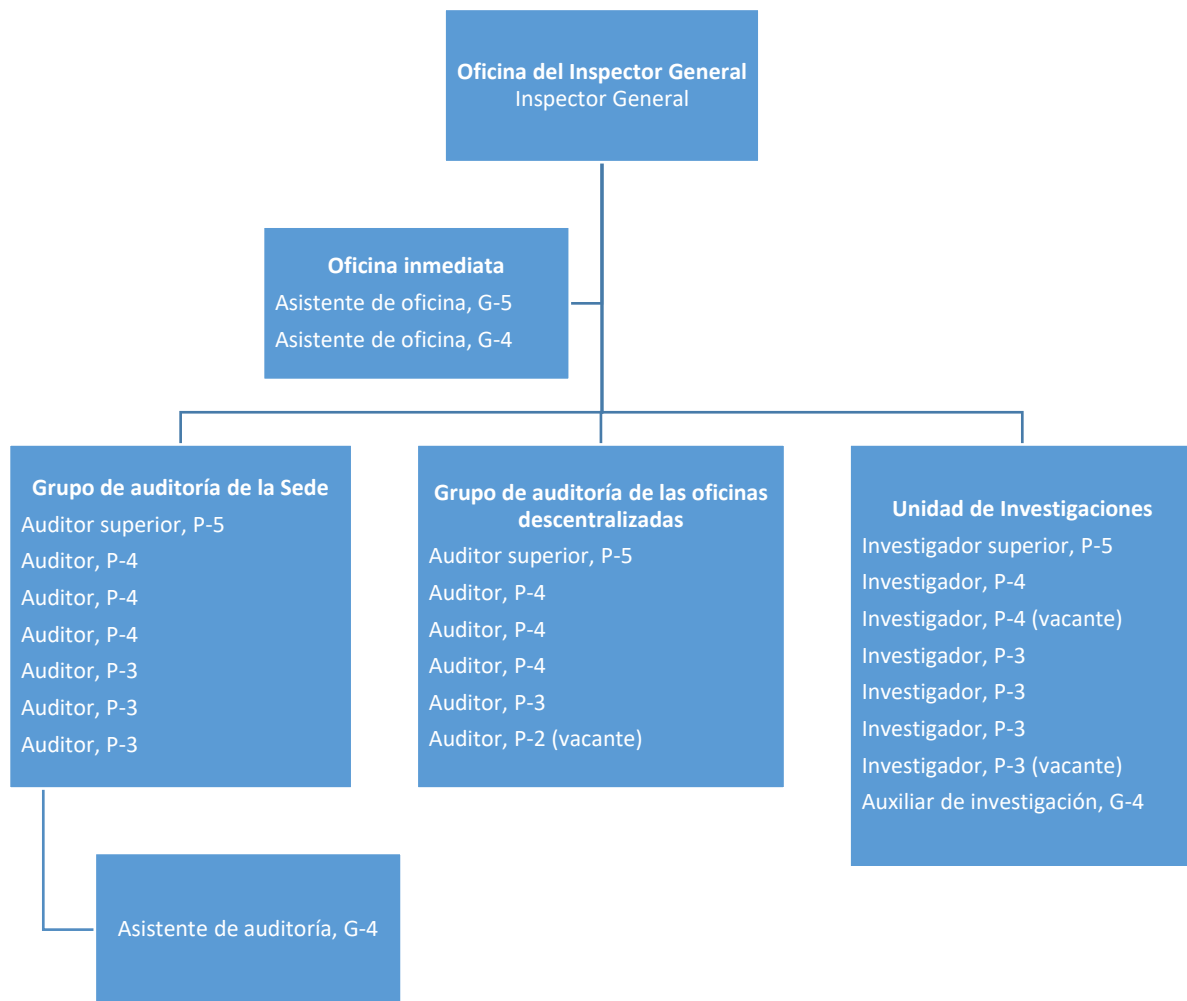 Oficina del Inspector General
Inspector General
Oficina inmediata
Asistente de oficina, G-5
Asistente de oficina, G-4
Grupo de auditoría de la Sede
Auditor superior, P-5
Auditor, P-4
Auditor, P-4
Auditor, P-4
Auditor, P-3
Auditor, P-3
Auditor, P-3
Asistente de auditoría, G-4
Grupo de auditoría de las oficinas
descentralizadas
Auditor superior, P-5
Auditor, P-4
Auditor, P-4
Auditor, P-4
Auditor, P-3
Auditor, P-2 (vacante)
Unidad de Investigaciones
Investigador superior, P-5
Investigador, P-4
Investigador, P-4 (vacante)
Investigador, P-3
Investigador, P-3
Investigador, P-3
Investigador, P-3 (vacante)
Auxiliar de investigación, G-4